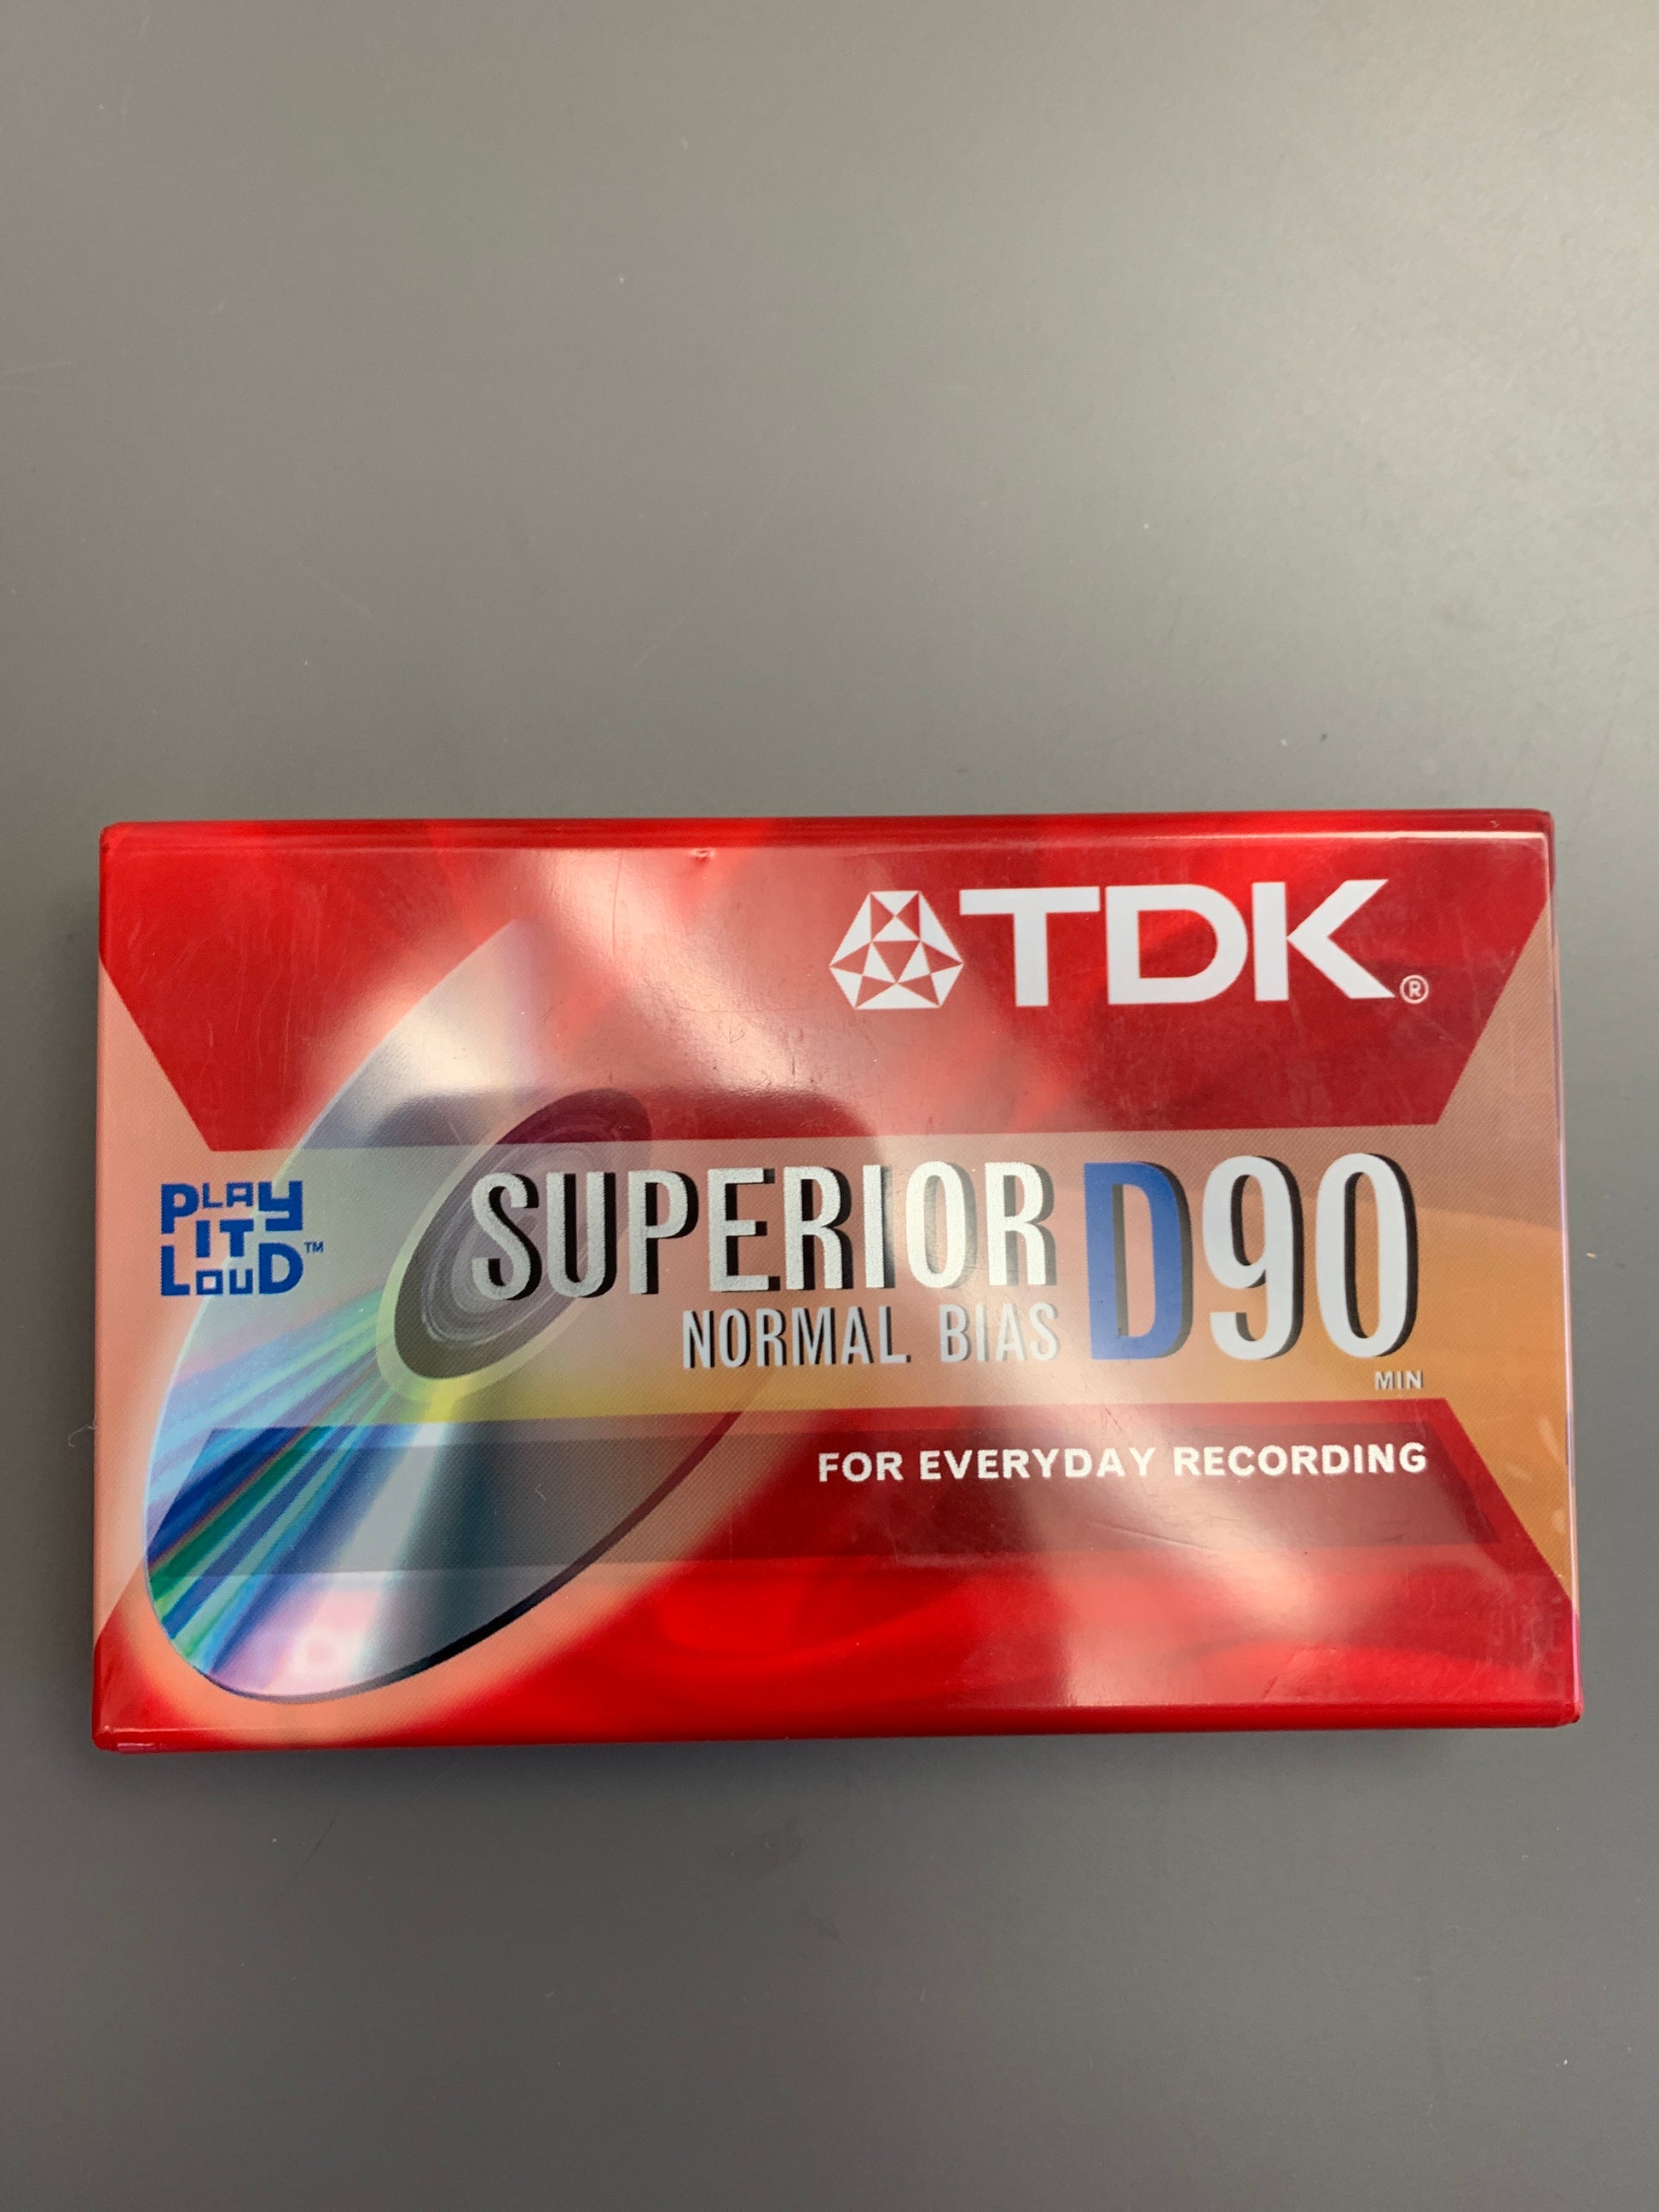 TDK®
PLAY
IT
LOUD™
SUPERIOR D90
NORMAL BIAS
MIN
FOR EVERYDAY RECORDING